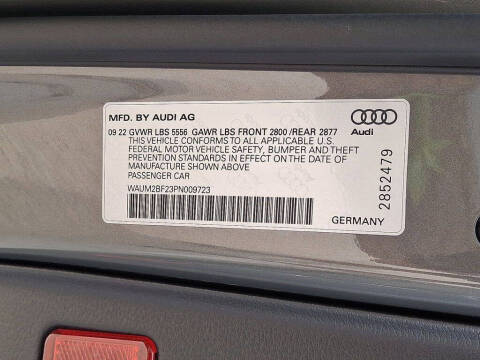 MFD. BY AUDI AG
09 22 GVWR LBS 5556 GAWR LBS FRONT 2800 /REAR 2877
THIS VEHICLE CONFORMS TO ALL APPLICABLE U.S.
FEDERAL MOTOR VEHICLE SAFETY, BUMPER AND THEFT
PREVENTION STANDARDS IN EFFECT ON THE DATE OF
MANUFACTURE SHOWN ABOVE
PASSENGER CAR
WAUM2BF23PN009723
Audi
2852479
GERMANY